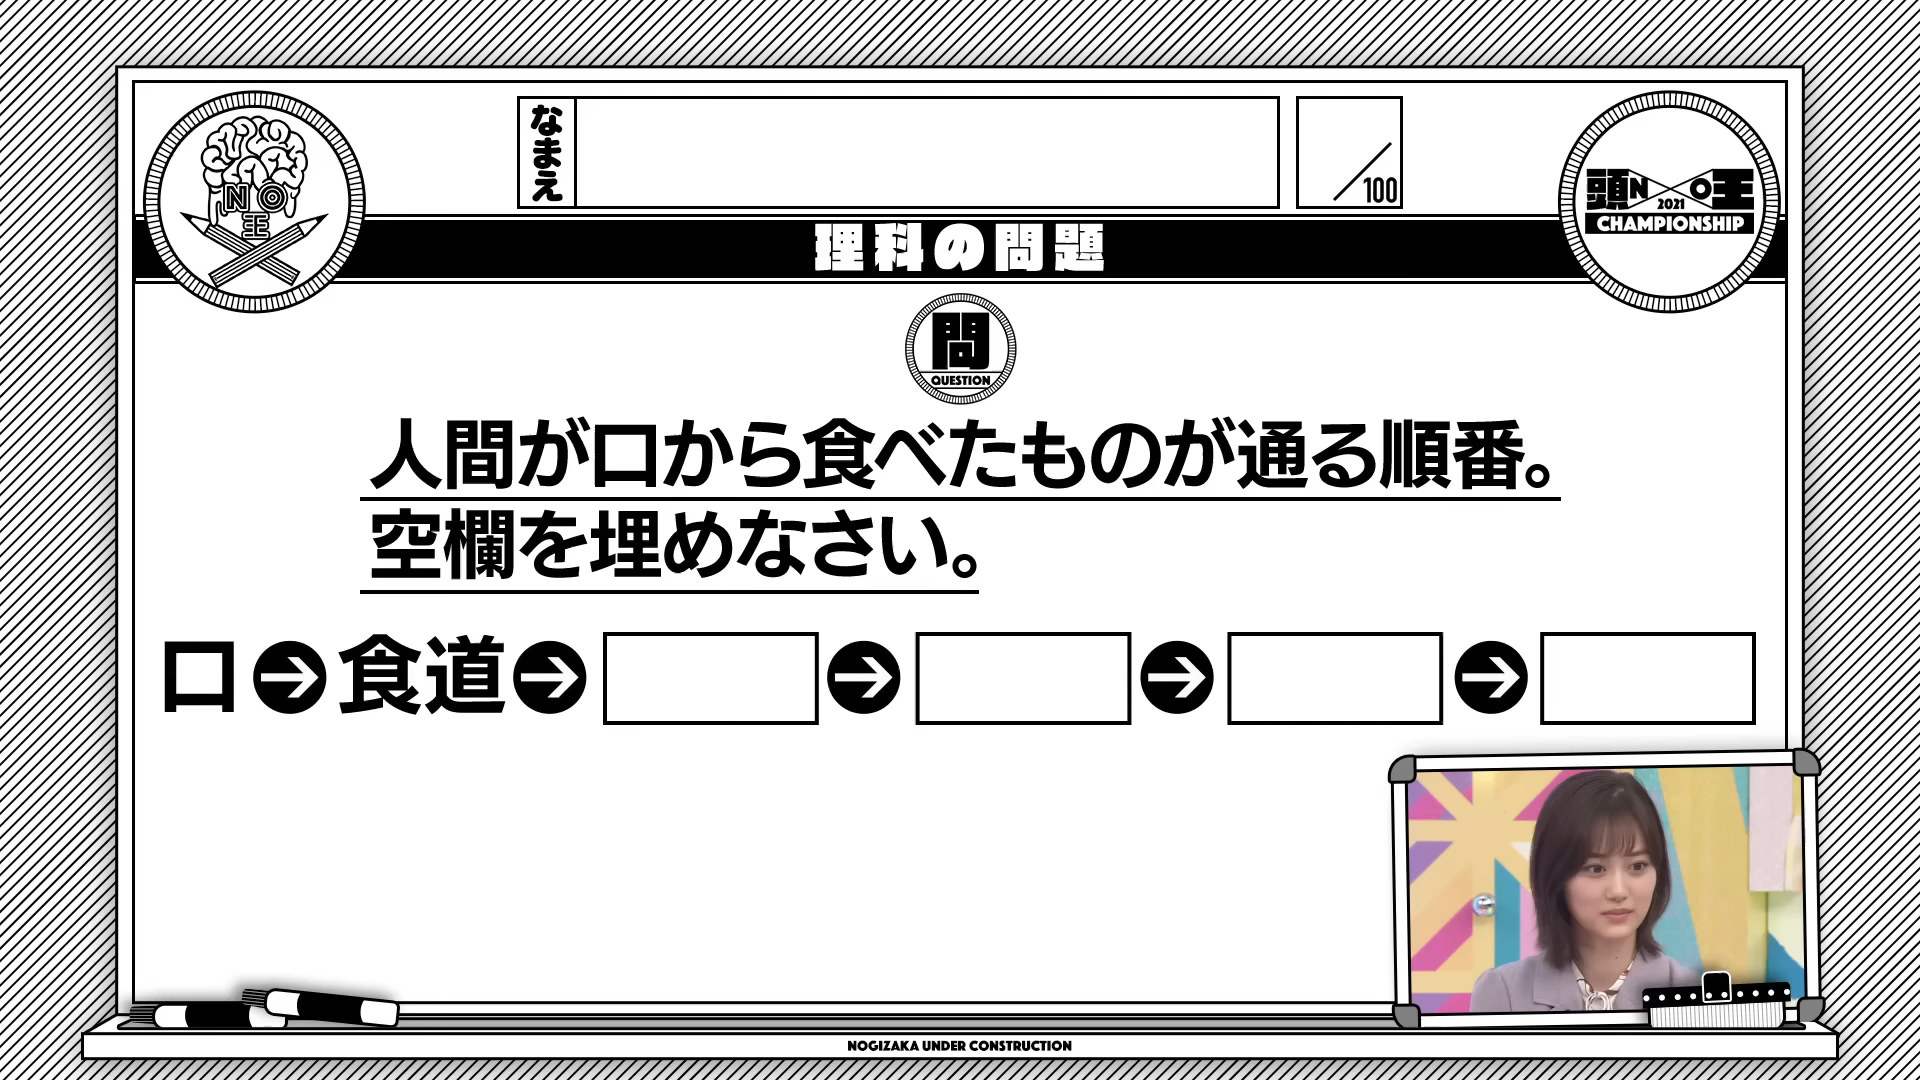 なまえ
/100
NO
王
頭NO王
2021
CHAMPIONSHIP
理科の問題
問
QUESTION
人間が口から食べたものが通る順番。
空欄を埋めなさい。
口→食道→ → → →
NOGIZAKA UNDER CONSTRUCTION